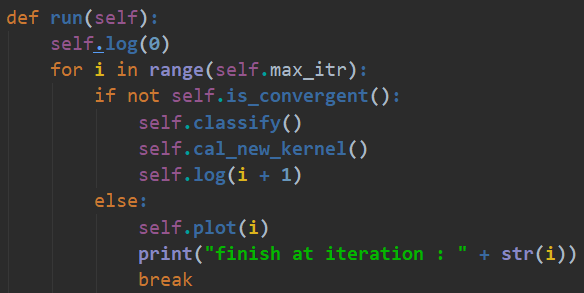 def run(self):
    self.log(0)
    for i in range(self.max_itr):
        if not self.is_convergent():
            self.classify()
            self.cal_new_kernel()
            self.log(i + 1)
        else:
            self.plot(i)
            print("finish at iteration : " + str(i))
            break